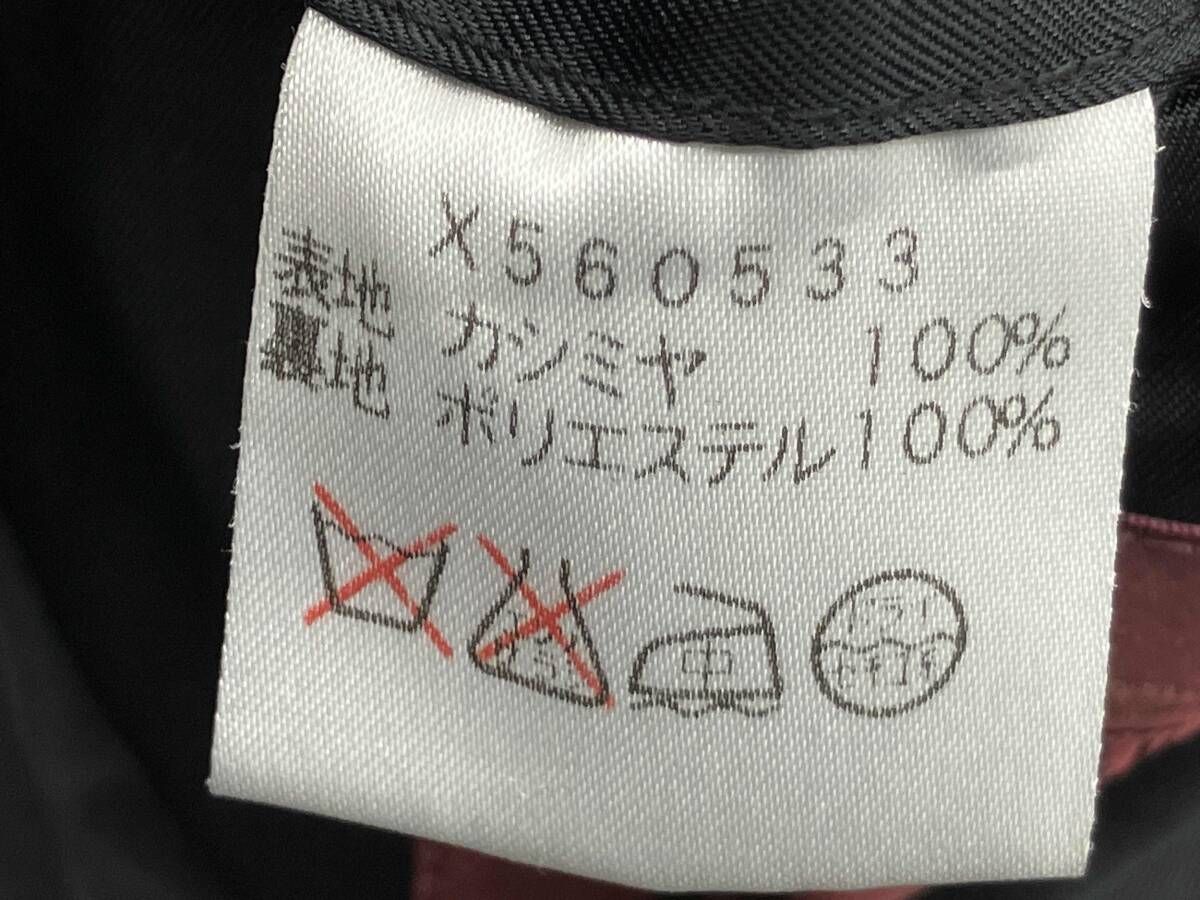 X560533
表地 カシミヤ 100%
裏地 ポリエステル100%
中
ドライ
セキユ系